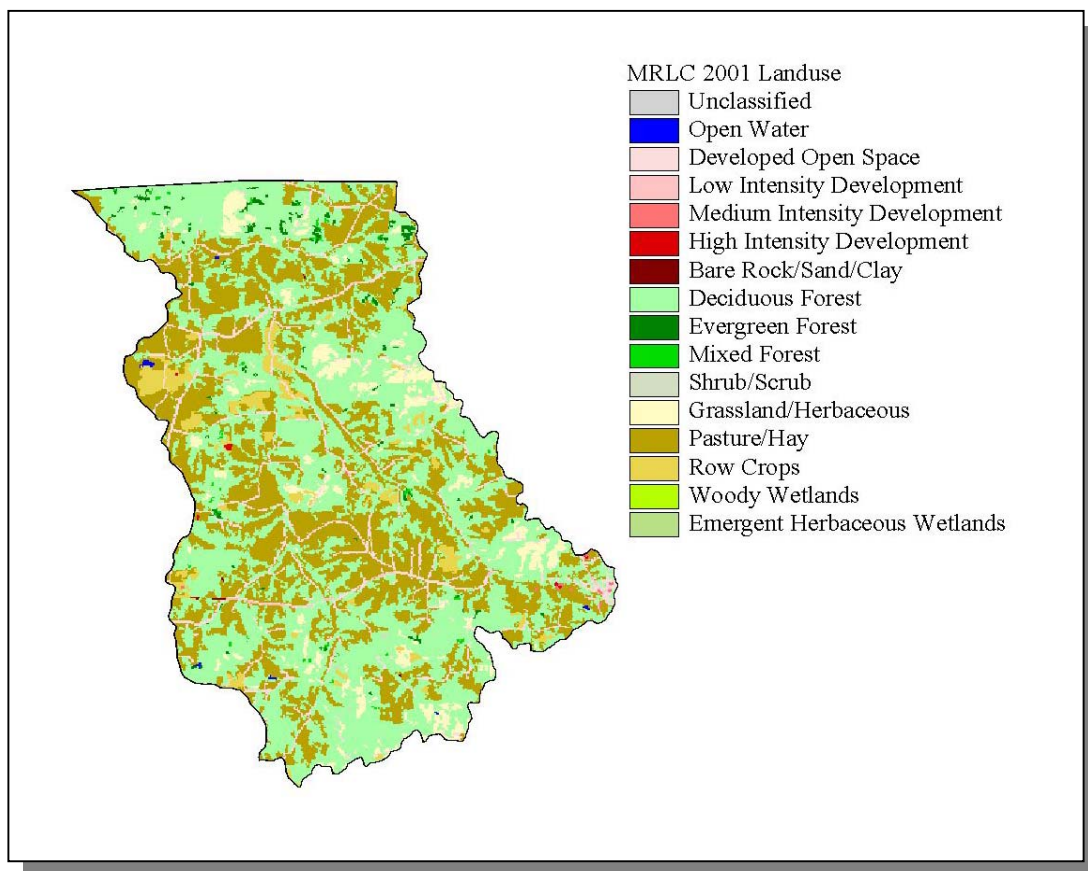 MRLC 2001 Landuse
Unclassified
Open Water
Developed Open Space
Low Intensity Development
Medium Intensity Development
High Intensity Development
Bare Rock/Sand/Clay
Deciduous Forest
Evergreen Forest
Mixed Forest
Shrub/Scrub
Grassland/Herbaceous
Pasture/Hay
Row Crops
Woody Wetlands
Emergent Herbaceous Wetlands